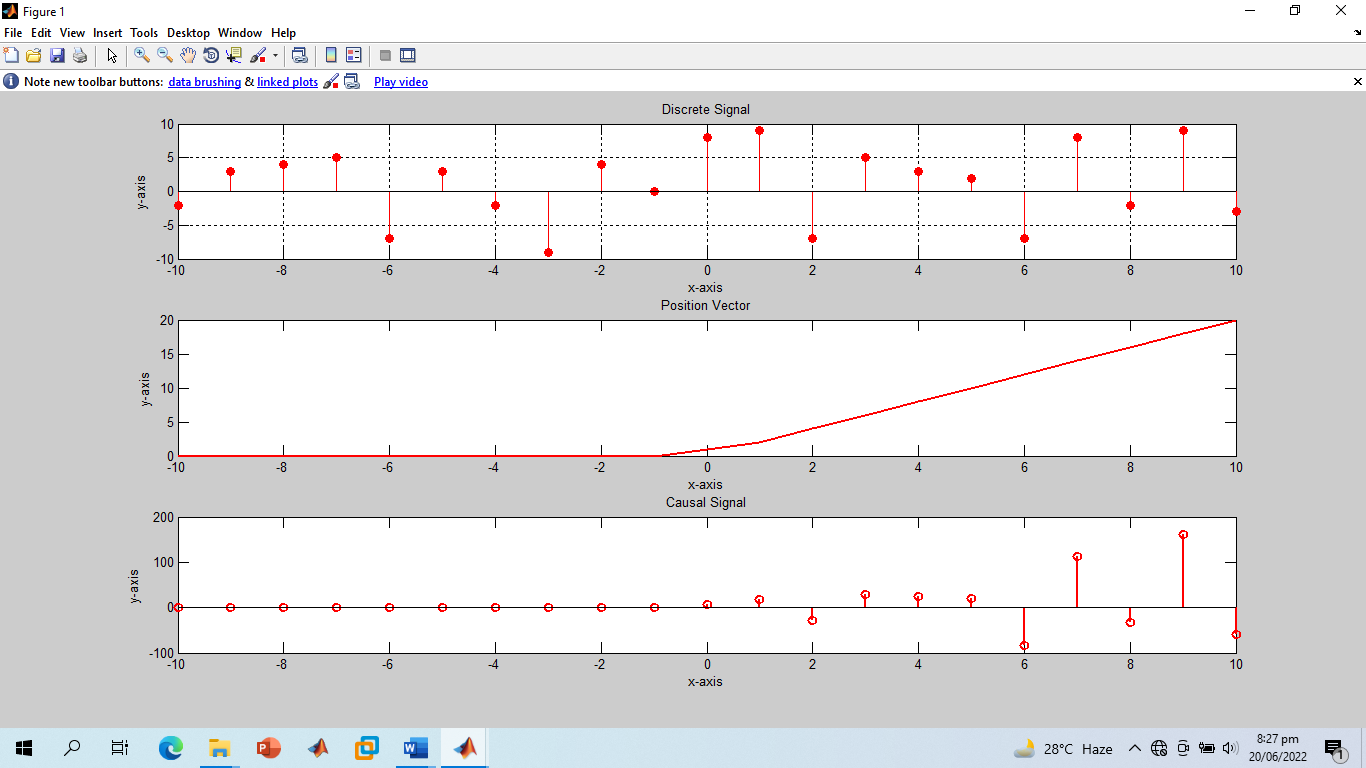 Figure 1
File Edit View Insert Tools Desktop Window Help
Note new toolbar buttons: data brushing & linked plots Play video
Discrete Signal
10
5
0
-5
-10
y-axis
-10 -8 -6 -4 -2 0 2 4 6 8 10
x-axis
Position Vector
20
15
10
5
0
y-axis
-10 -8 -6 -4 -2 0 2 4 6 8 10
x-axis
Causal Signal
200
100
0
-100
y-axis
-10 -8 -6 -4 -2 0 2 4 6 8 10
x-axis
28°C Haze
8:27 pm
20/06/2022
1